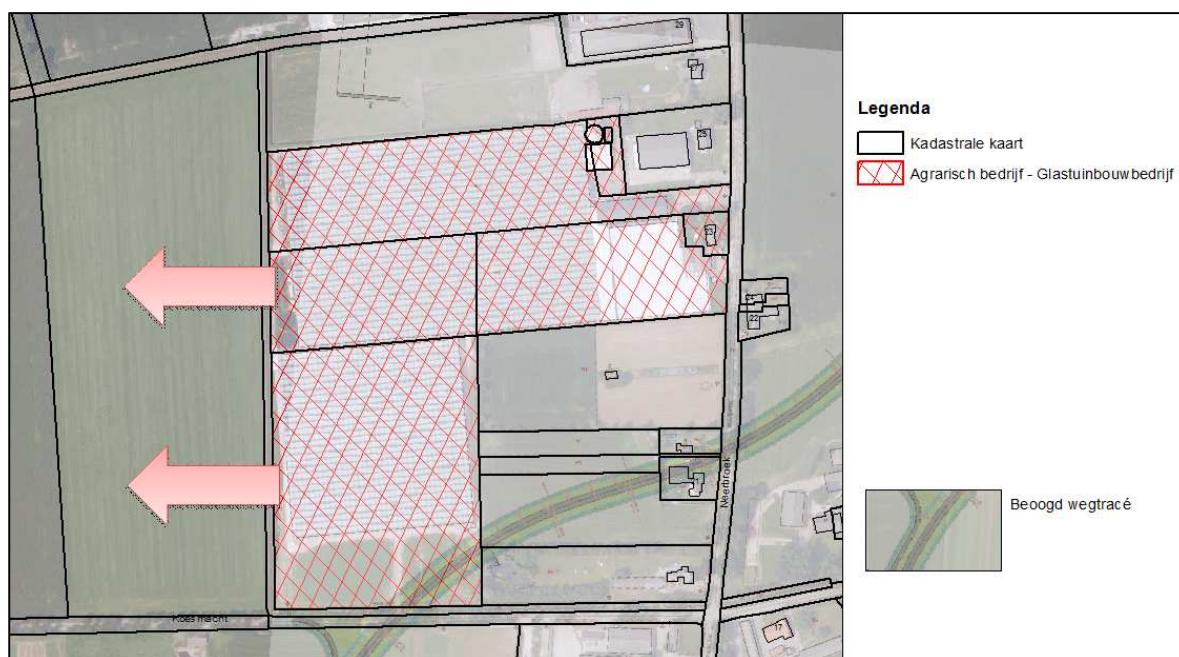 29
25
23
24
22
Neerbroek
Koesmacht
17
Legenda
Kadastrale kaart
Agrarisch bedrijf - Glastuinbouwbedrijf
Beoogd wegtracé